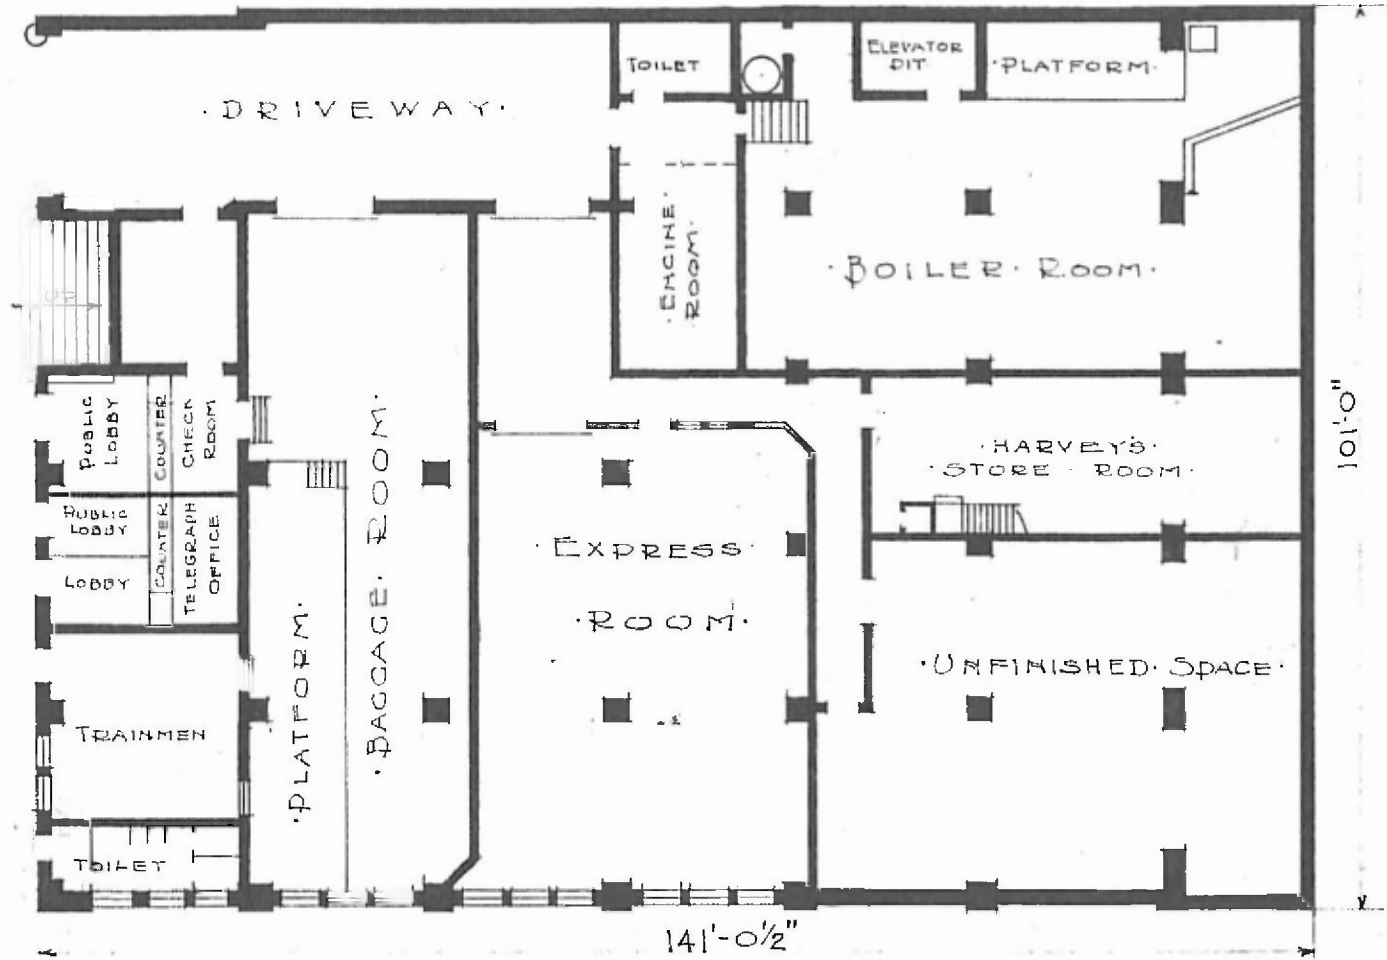 TOILET
ELEVATOR
PIT
·PLATFORM·
·DRIVEWAY·
·ENGINE
ROOM·
·BOILER·ROOM·
UP
PUBLIC
LOBBY
COUNTER
CHECK
ROOM
PUBLIC
LOBBY
LOBBY
COUNTER
TELEGRAPH
OFFICE
TRAINMEN
TOILET
·PLATFORM·
·BAGGAGE·ROOM·
·EXPRESS·
·ROOM·
·HARVEY'S·
·STORE·ROOM·
·UNFINISHED·SPACE·
101'-0"
141'-0½"